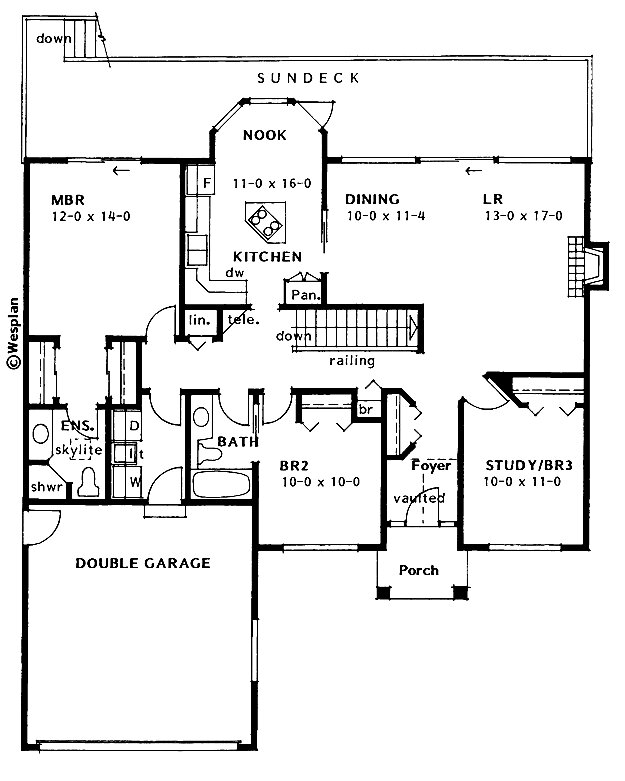 down
SUNDECK
NOOK
11-0 x 16-0
F
MBR
12-0 x 14-0
DINING
10-0 x 11-4
LR
13-0 x 17-0
KITCHEN
dw
Pan.
lin.
tele.
down
railing
©Wesplan
br
ENS.
skylite
shwr
D
lt
W
BATH
BR2
10-0 x 10-0
Foyer
vaulted
STUDY/BR3
10-0 x 11-0
DOUBLE GARAGE
Porch